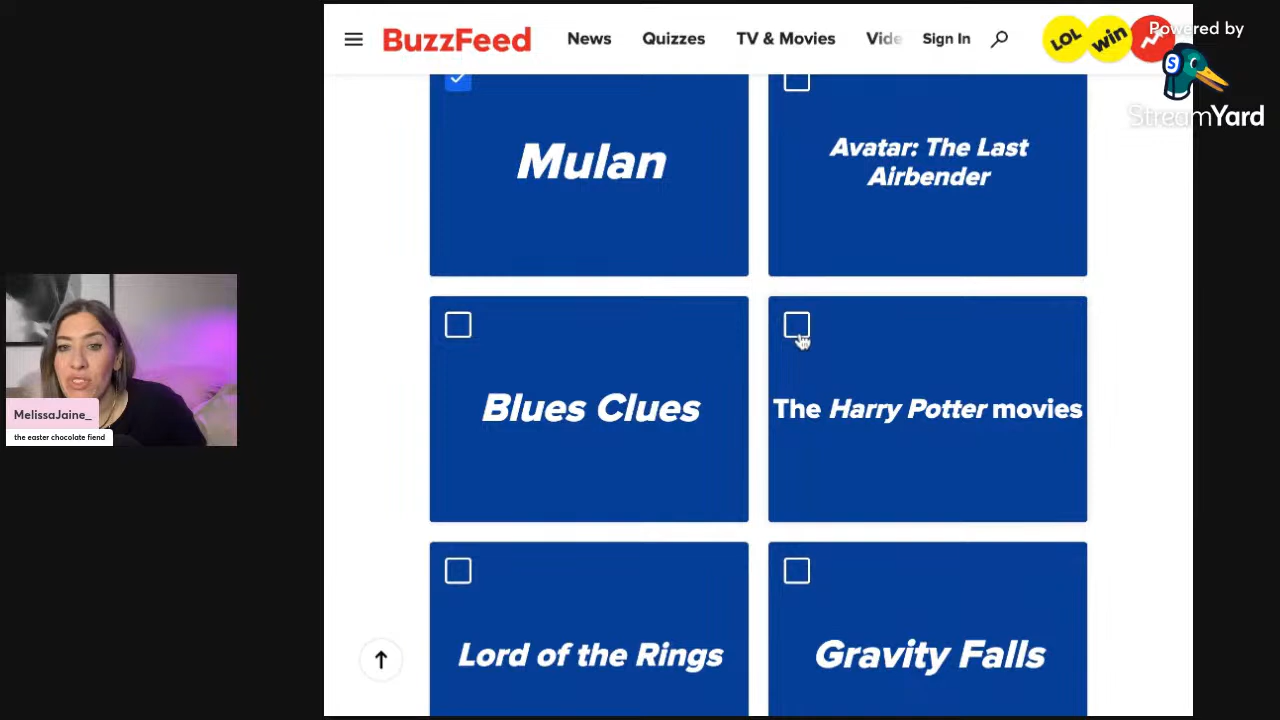 BuzzFeed
News
Quizzes
TV & Movies
Vide
Sign In
LOL
win
Powered by
S
StreamYard
Mulan
Avatar: The Last
Airbender
Blues Clues
The Harry Potter movies
MelissaJaine_
the easter chocolate fiend
Lord of the Rings
Gravity Falls